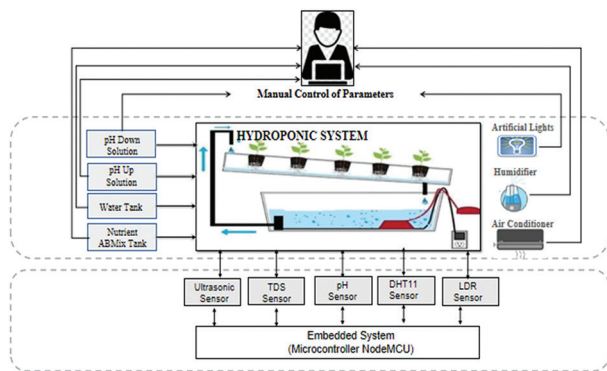 Manual Control of Parameters
HYDROPONIC SYSTEM
pH Down
Solution
pH Up
Solution
Water Tank
Nutrient
ABMix Tank
Artificial Lights
Humidifier
Air Conditioner
Ultrasonic
Sensor
TDS
Sensor
pH
Sensor
DHT11
Sensor
LDR
Sensor
Embedded System
(Microcontroller NodeMCU)